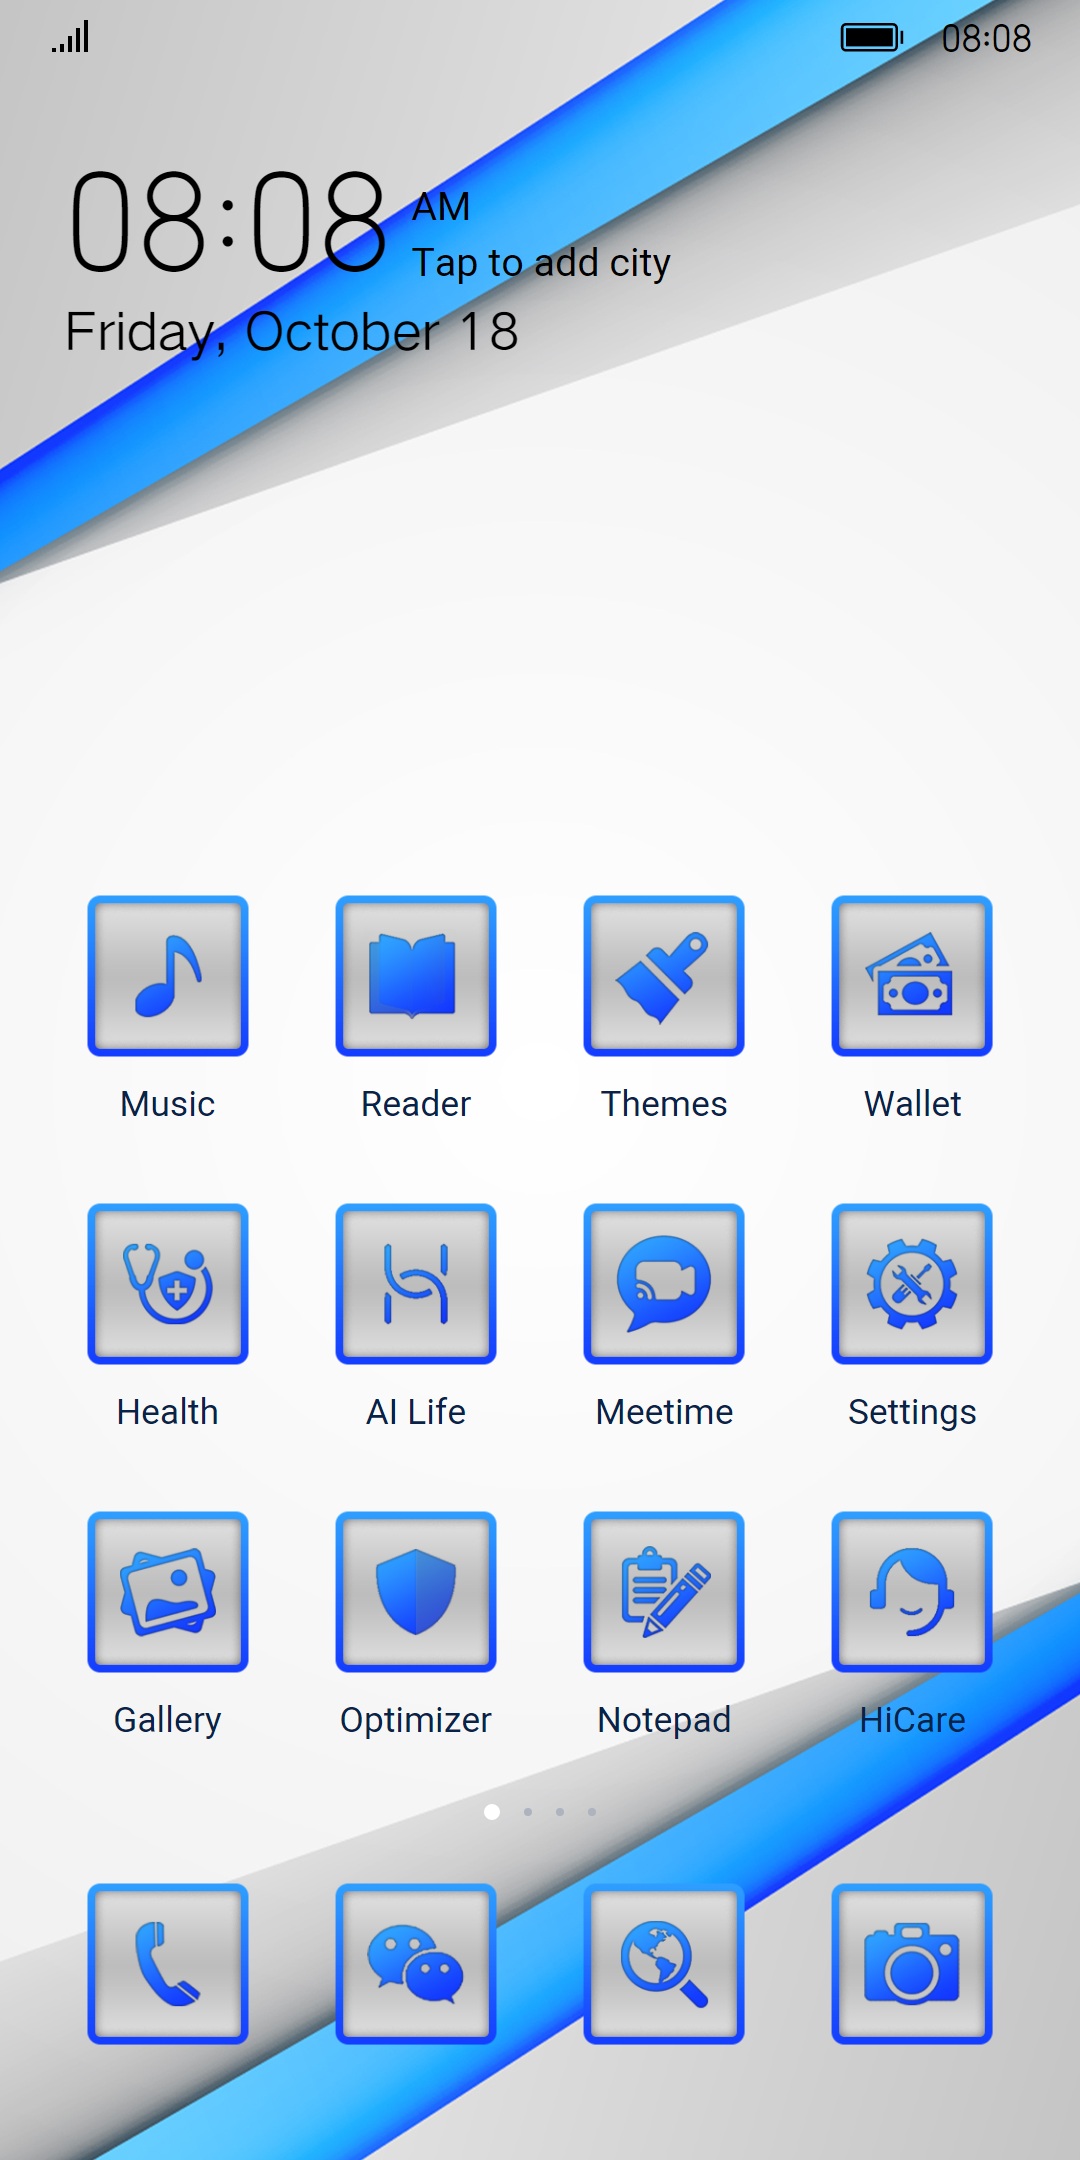 08:08
08:08 AM
Tap to add city
Friday, October 18
Music Reader Themes Wallet
Health AI Life Meetime Settings
Gallery Optimizer Notepad HiCare